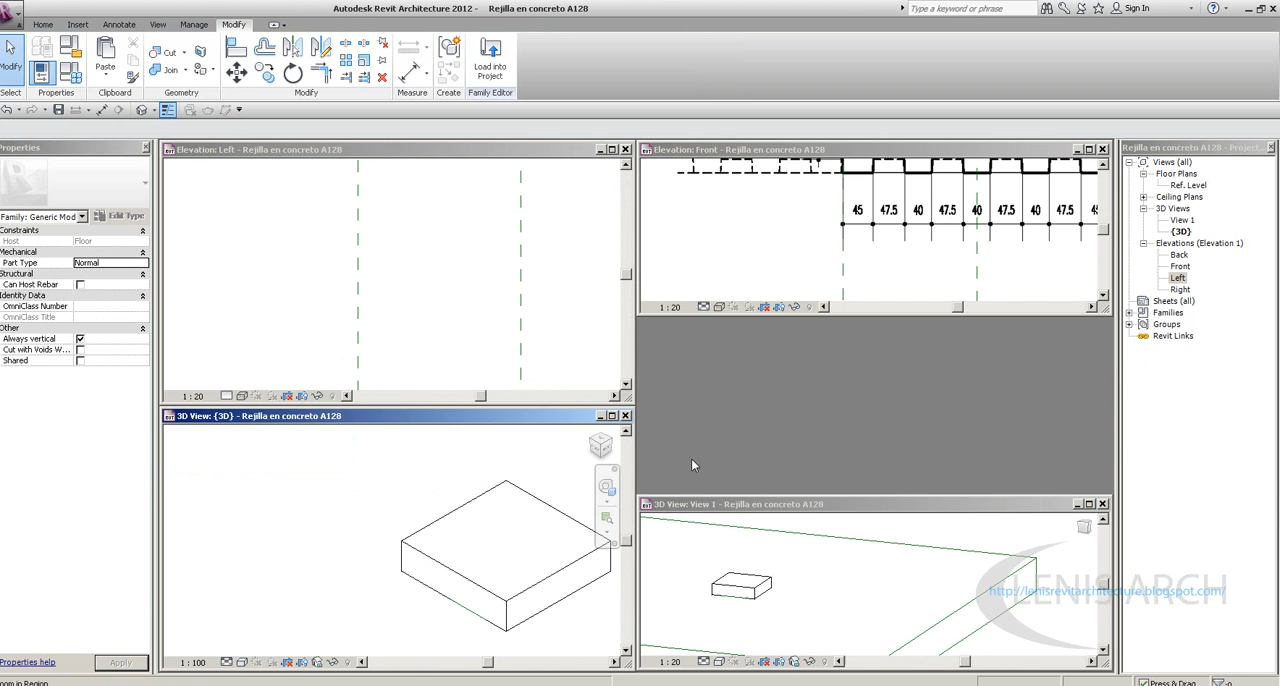 Autodesk Revit Architecture 2012 - Rejilla en concreto A128
Type a keyword or phrase
Sign In
Home Insert Annotate View Manage Modify
Modify
Cut
Join
Paste
Load into
Project
Select Properties Clipboard Geometry Modify Measure Create Family Editor
Properties
Family: Generic Mod
Edit Type
Constraints
Host Floor
Mechanical
Part Type Normal
Structural
Can Host Rebar
Identity Data
OmniClass Number
OmniClass Title
Other
Always vertical
Cut with Voids W...
Shared
Properties help
Apply
Elevation: Left - Rejilla en concreto A128
1 : 20
Elevation: Front - Rejilla en concreto A128
45 47.5 40 47.5 40 47.5 40 47.5
1 : 20
3D View: {3D} - Rejilla en concreto A128
1 : 100
3D View: View 1 - Rejilla en concreto A128
1 : 20
Rejilla en concreto A128 - Project...
Views (all)
Floor Plans
Ref. Level
Ceiling Plans
3D Views
View 1
{3D}
Elevations (Elevation 1)
Back
Front
Left
Right
Sheets (all)
Families
Groups
Revit Links
LENIS ARCH
http://lenisrevitarchitecture.blogspot.com/
oom in Region
Press & Drag